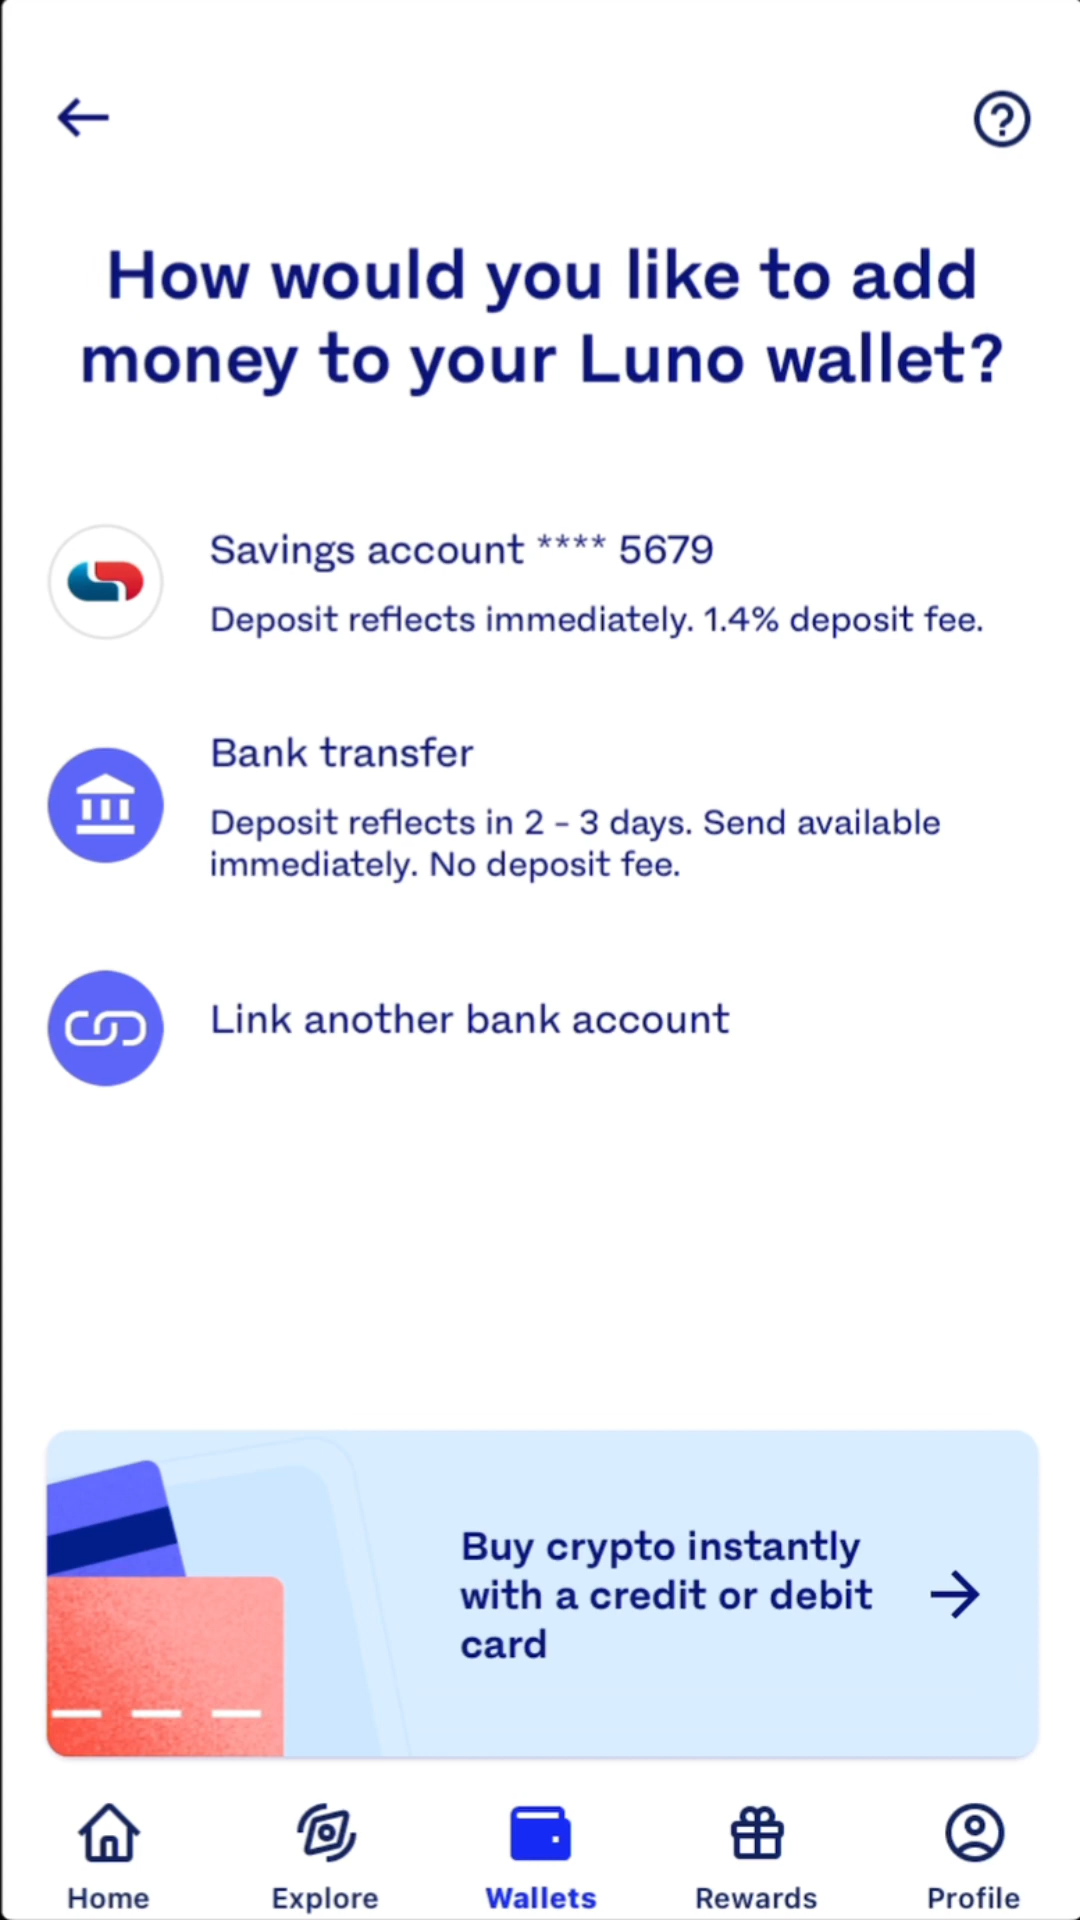 How would you like to add
money to your Luno wallet?
Savings account **** 5679
Deposit reflects immediately. 1.4% deposit fee.
Bank transfer
Deposit reflects in 2 - 3 days. Send available
immediately. No deposit fee.
Link another bank account
Buy crypto instantly
with a credit or debit
card
Home Explore Wallets Rewards Profile